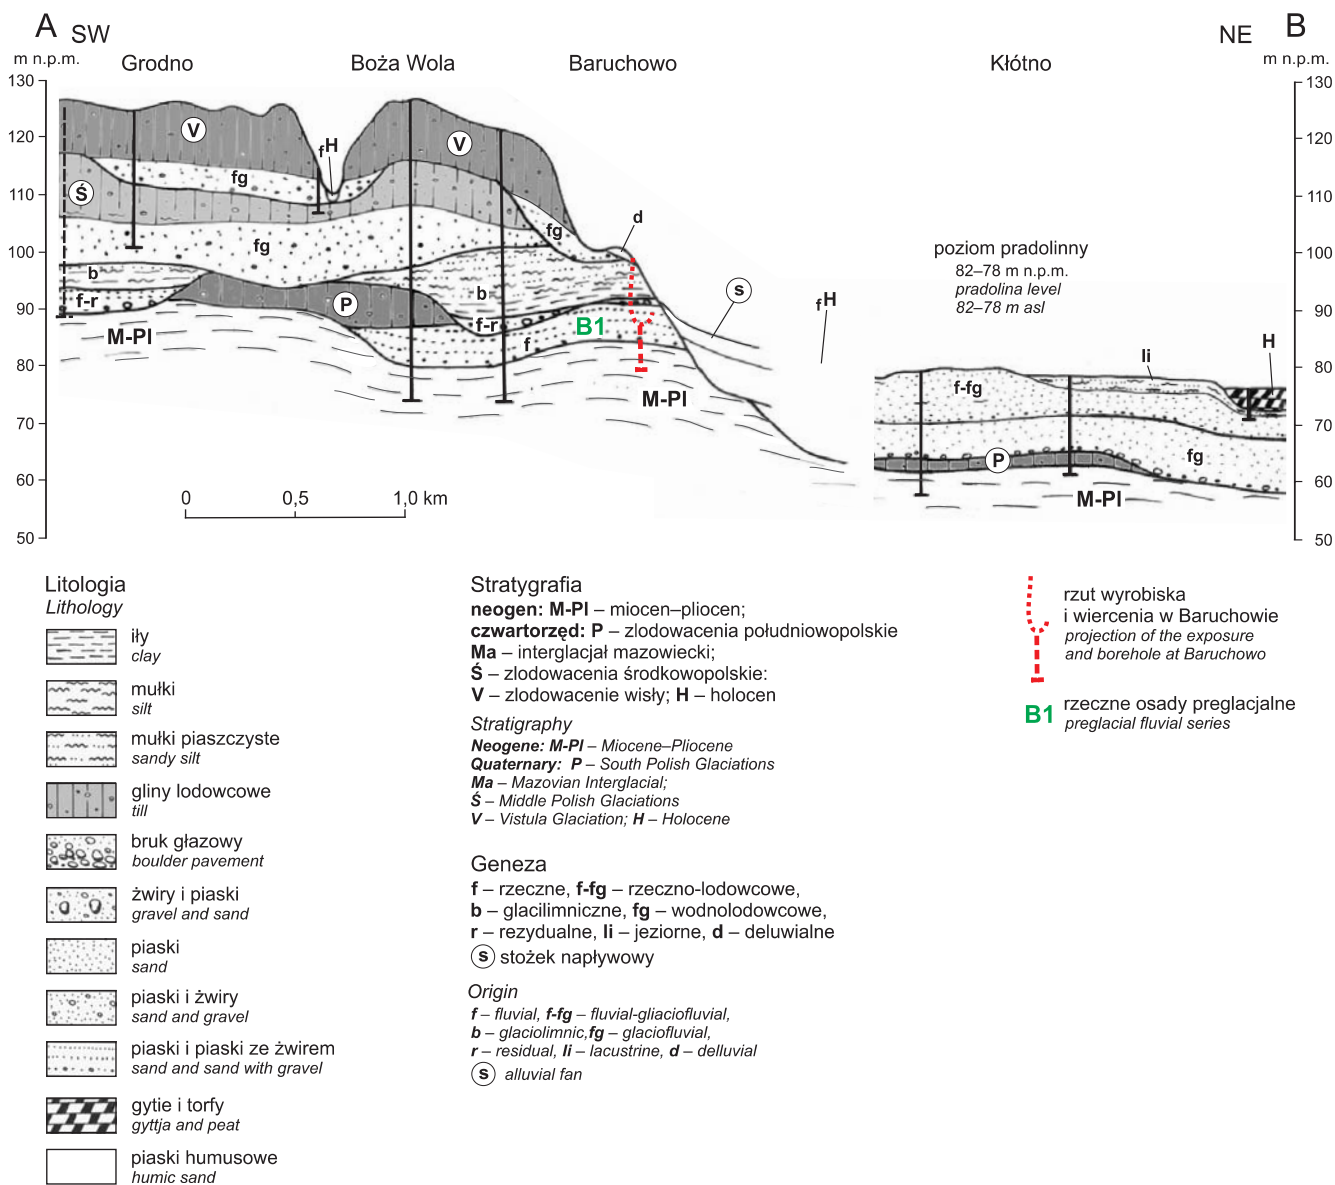 A SW
NE B
m n.p.m. Grodno Boża Wola Baruchowo Kłótno m n.p.m.
130
120
110
100
90
80
70
60
50
130
120
110
100
90
80
70
60
50
V
V
fH
fg
Ś
fg
fg
d
b
f-r
P
b
f-r
f
B1
M-Pl
M-Pl
s
fH
poziom pradolinny
82–78 m n.p.m.
pradolina level
82–78 m asl
f-fg
li
H
P
fg
M-Pl
0 0,5 1,0 km
Litologia
Lithology
iły
clay
mułki
silt
mułki piaszczyste
sandy silt
gliny lodowcowe
till
bruk głazowy
boulder pavement
żwiry i piaski
gravel and sand
piaski
sand
piaski i żwiry
sand and gravel
piaski i piaski ze żwirem
sand and sand with gravel
gytie i torfy
gyttja and peat
piaski humusowe
humic sand
Stratygrafia
neogen: M-Pl – miocen–pliocen;
czwartorzęd: P – zlodowacenia południowopolskie
Ma – interglacjał mazowiecki;
Ś – zlodowacenia środkowopolskie:
V – zlodowacenie wisły; H – holocen
Stratigraphy
Neogene: M-Pl – Miocene–Pliocene
Quaternary: P – South Polish Glaciations
Ma – Mazovian Interglacial;
Ś – Middle Polish Glaciations
V – Vistula Glaciation; H – Holocene
Geneza
f – rzeczne, f-fg – rzeczno-lodowcowe,
b – glacilimniczne, fg – wodnolodowcowe,
r – rezydualne, li – jeziorne, d – deluwialne
s stożek napływowy
Origin
f – fluvial, f-fg – fluvial-gliaciofluvial,
b – glaciolimnic,fg – glaciofluvial,
r – residual, li – lacustrine, d – delluvial
s alluvial fan
rzut wyrobiska
i wiercenia w Baruchowie
projection of the exposure
and borehole at Baruchowo
B1 rzeczne osady preglacjalne
preglacial fluvial series